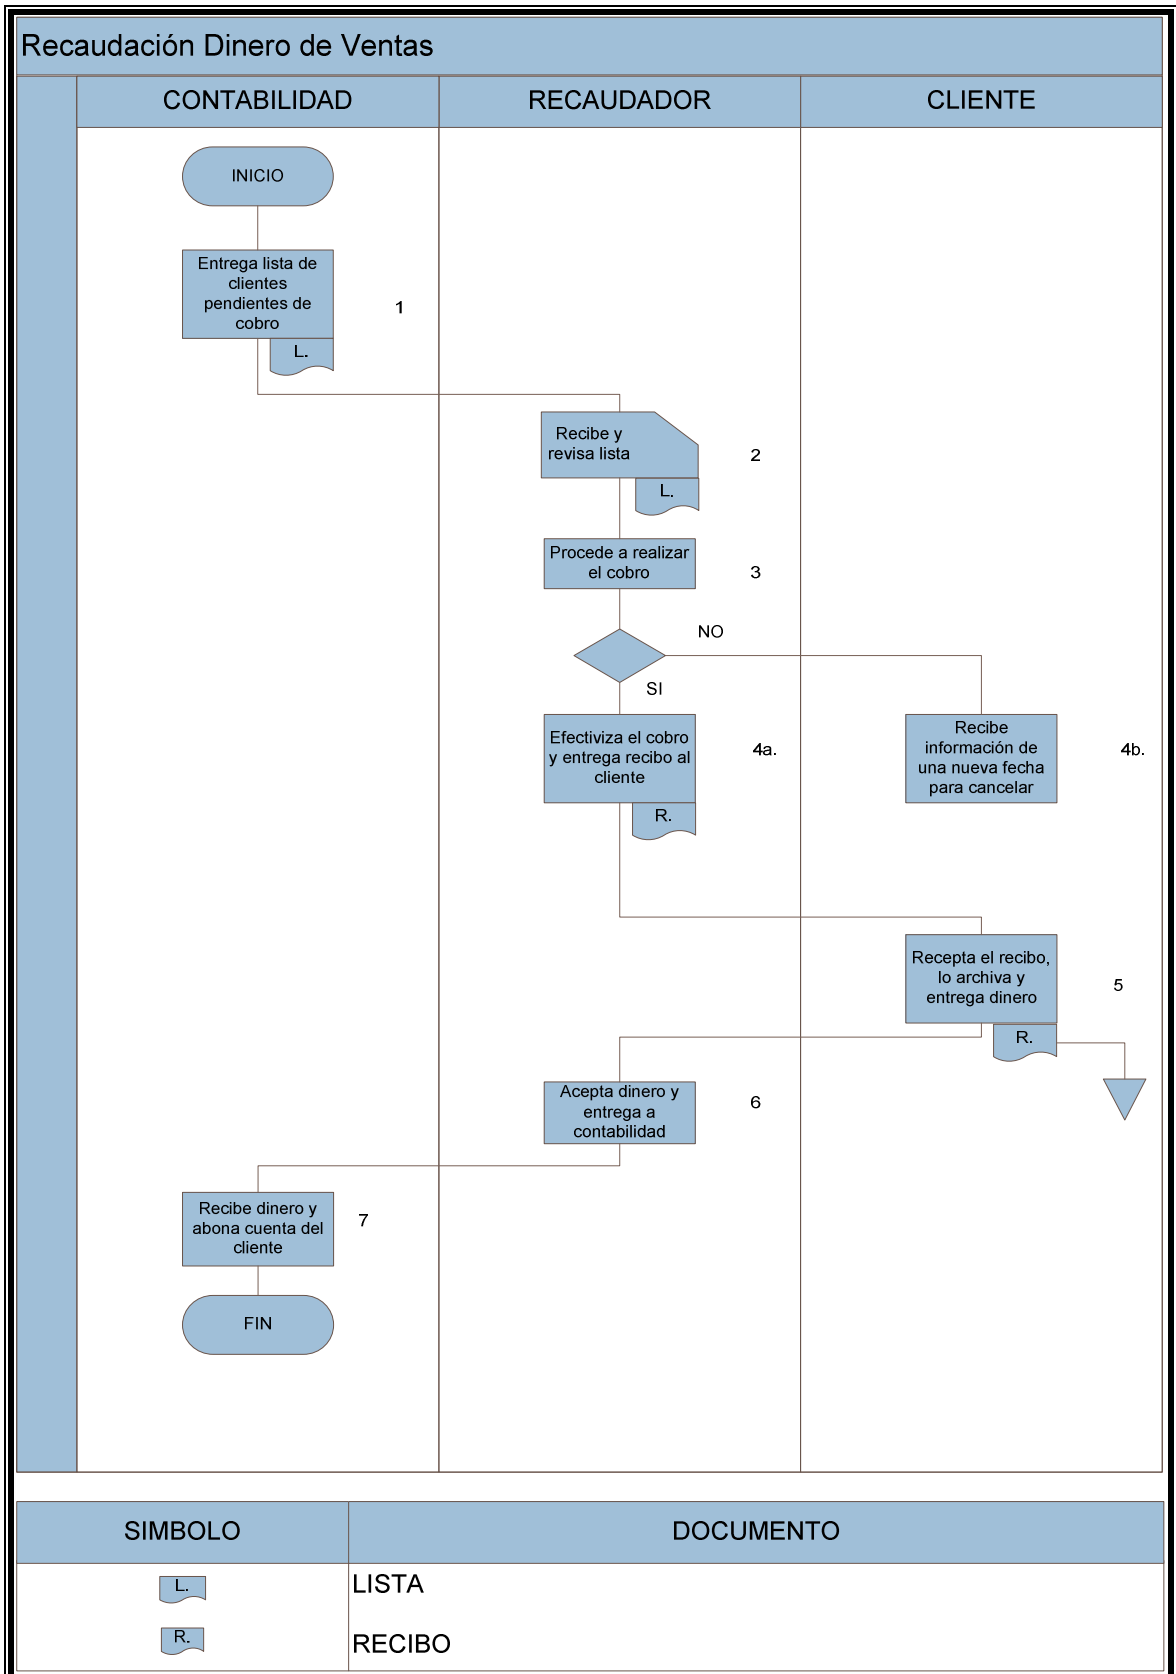 Recaudación Dinero de Ventas
CONTABILIDAD
RECAUDADOR
CLIENTE
INICIO
Entrega lista de
clientes
pendientes de
cobro
1
L.
Recibe y
revisa lista
2
L.
Procede a realizar
el cobro
3
NO
SI
Efectiviza el cobro
y entrega recibo al
cliente
4a.
R.
Recibe
información de
una nueva fecha
para cancelar
4b.
Recepta el recibo,
lo archiva y
entrega dinero
5
R.
Acepta dinero y
entrega a
contabilidad
6
Recibe dinero y
abona cuenta del
cliente
7
FIN
SIMBOLO
DOCUMENTO
L.
LISTA
R.
RECIBO